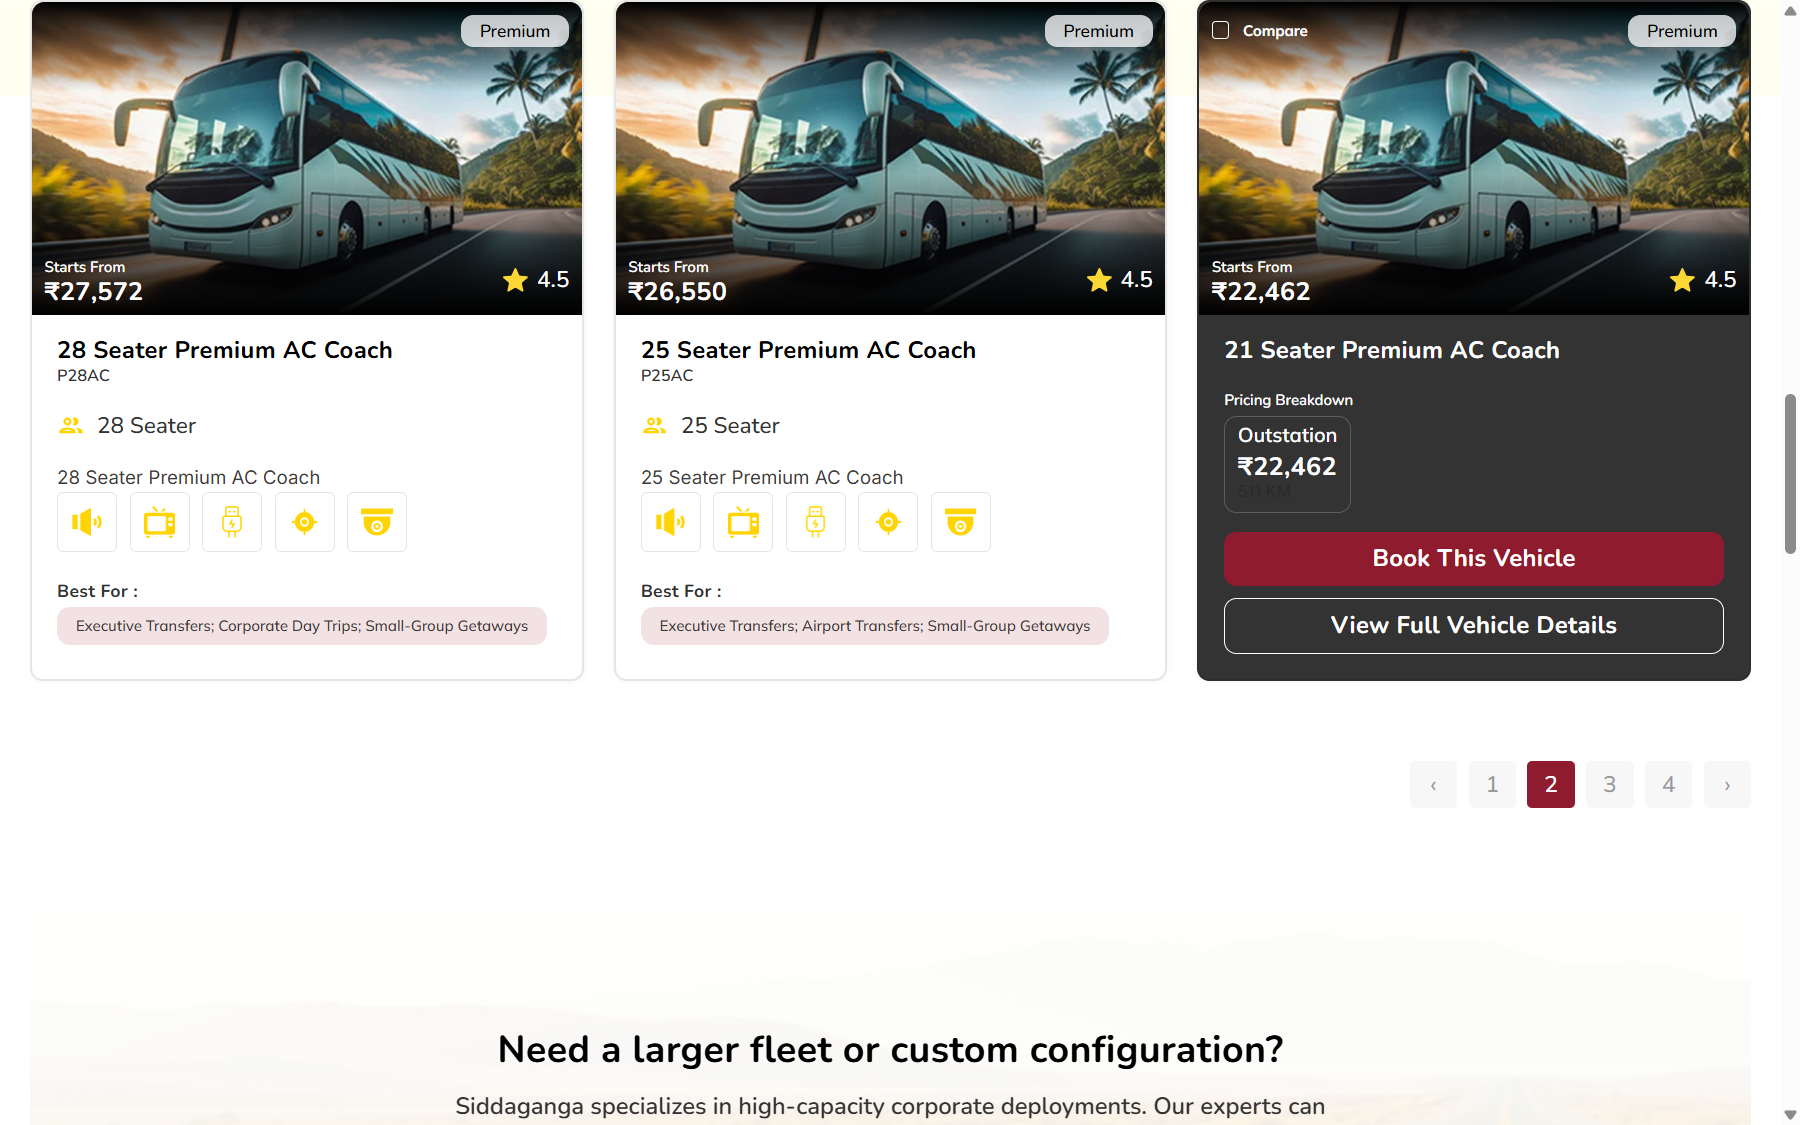 Premium
Starts From
₹27,572
4.5
28 Seater Premium AC Coach
P28AC
28 Seater
28 Seater Premium AC Coach
Best For :
Executive Transfers; Corporate Day Trips; Small-Group Getaways
Premium
Starts From
₹26,550
4.5
25 Seater Premium AC Coach
P25AC
25 Seater
25 Seater Premium AC Coach
Best For :
Executive Transfers; Airport Transfers; Small-Group Getaways
Compare
Premium
Starts From
₹22,462
4.5
21 Seater Premium AC Coach
Pricing Breakdown
Outstation
₹22,462
511 KM
Book This Vehicle
View Full Vehicle Details
‹ 1 2 3 4 ›
Need a larger fleet or custom configuration?
Siddaganga specializes in high-capacity corporate deployments. Our experts can